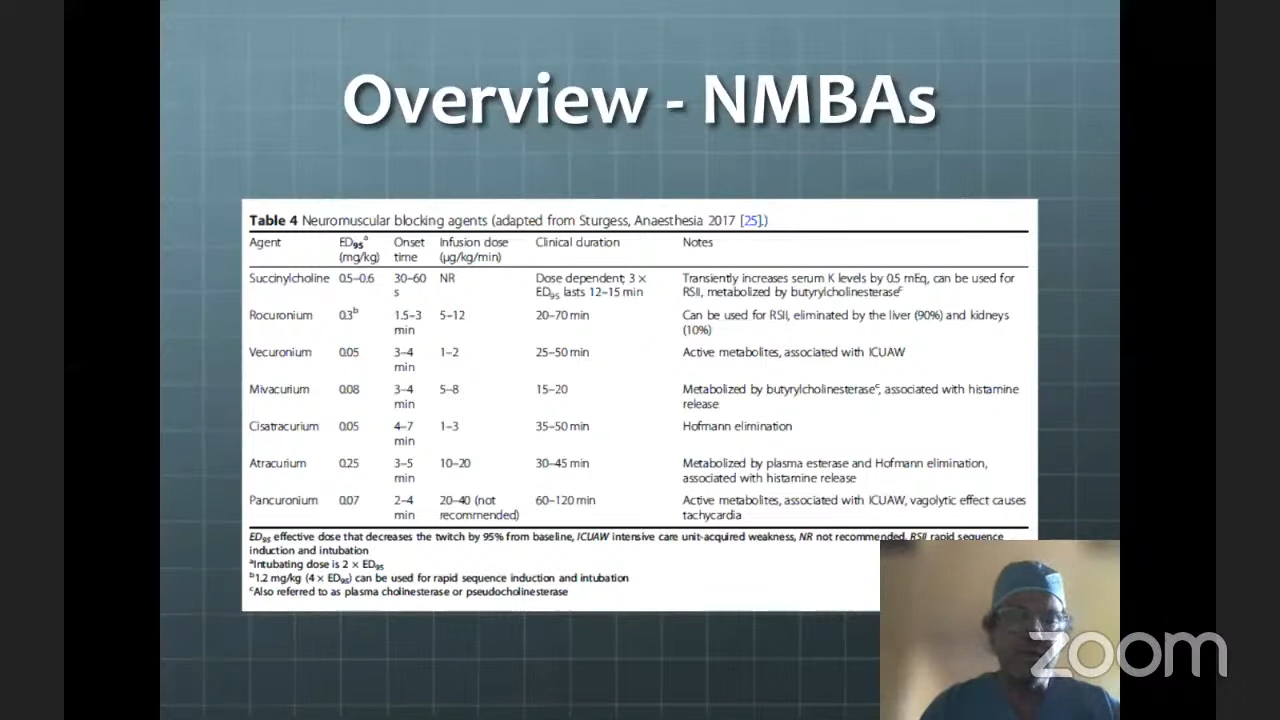 Overview - NMBAs
Table 4 Neuromuscular blocking agents (adapted from Sturgess, Anaesthesia 2017 [25].)
Agent ED95a (mg/kg) Onset time Infusion dose (μg/kg/min) Clinical duration Notes
Succinylcholine 0.5–0.6 30–60 s NR Dose dependent; 3 × ED95 lasts 12–15 min Transiently increases serum K levels by 0.5 mEq, can be used for RSII, metabolized by butyrylcholinesterasec
Rocuronium 0.3b 1.5–3 min 5–12 20–70 min Can be used for RSII, eliminated by the liver (90%) and kidneys (10%)
Vecuronium 0.05 3–4 min 1–2 25–50 min Active metabolites, associated with ICUAW
Mivacurium 0.08 3–4 min 5–8 15–20 Metabolized by butyrylcholinesterasec, associated with histamine release
Cisatracurium 0.05 4–7 min 1–3 35–50 min Hofmann elimination
Atracurium 0.25 3–5 min 10–20 30–45 min Metabolized by plasma esterase and Hofmann elimination, associated with histamine release
Pancuronium 0.07 2–4 min 20–40 (not recommended) 60–120 min Active metabolites, associated with ICUAW, vagolytic effect causes tachycardia
ED95 effective dose that decreases the twitch by 95% from baseline, ICUAW intensive care unit-acquired weakness, NR not recommended, RSII rapid sequence
induction and intubation
aIntubating dose is 2 × ED95
b1.2 mg/kg (4 × ED95) can be used for rapid sequence induction and intubation
cAlso referred to as plasma cholinesterase or pseudocholinesterase
zoom